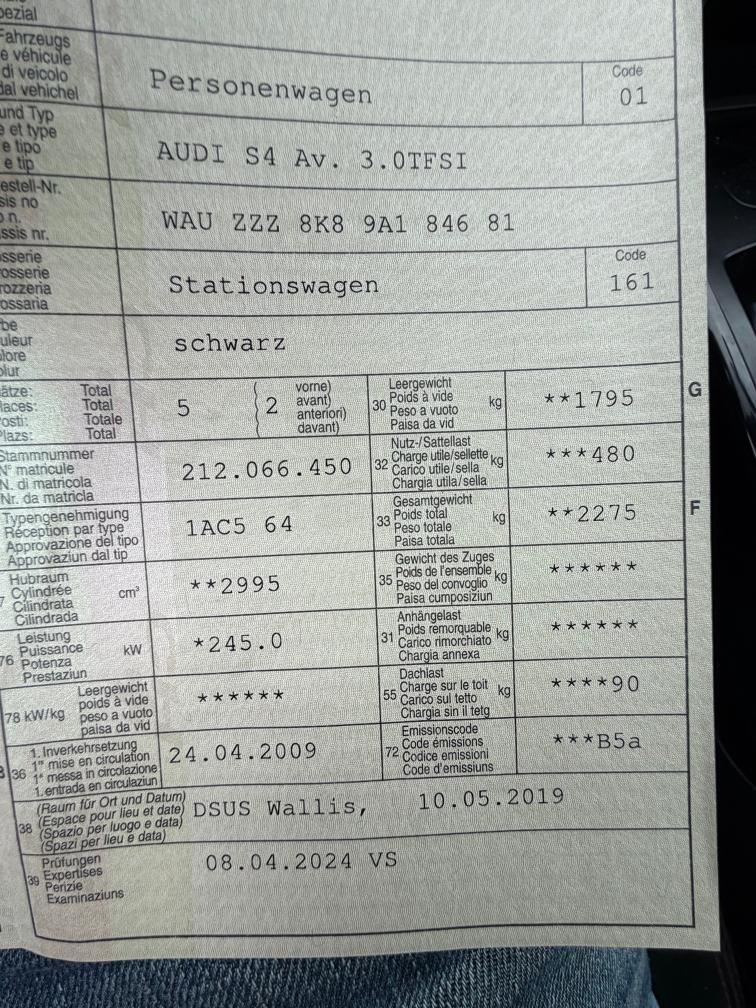 pezial
Fahrzeugs
e véhicule
di veicolo
dal vehichel
Personenwagen
Code
01
und Typ
e et type
e tipo
e tip
AUDI S4 Av. 3.0TFSI
estell-Nr.
sis no
o n.
assis nr.
WAU ZZZ 8K8 9A1 846 81
osserie
osserie
rozzeria
ossaria
Stationswagen
Code
161
be
uleur
olore
olur
schwarz
ätze: Total
laces: Total
osti: Totale
Plazs: Total
5
2
vorne)
avant)
anteriori)
davant)
30
Leergewicht
Poids à vide
Peso a vuoto
Paisa da vid
kg
**1795
G
Stammnummer
N° matricule
N. di matricola
Nr. da matricla
212.066.450
32
Nutz-/Sattellast
Charge utile/sellette
Carico utile/sella
Chargia utila/sella
kg
***480
Typengenehmigung
Réception par type
Approvazione del tipo
Approvaziun dal tip
1AC5 64
33
Gesamtgewicht
Poids total
Peso totale
Paisa totala
kg
**2275
F
7
Hubraum
Cylindrée
Cilindrata
Cilindrada
cm³
**2995
35
Gewicht des Zuges
Poids de l'ensemble
Peso del convoglio
Paisa cumposiziun
kg
******
76
Leistung
Puissance
Potenza
Prestaziun
kW
*245.0
31
Anhängelast
Poids remorquable
Carico rimorchiato
Chargia annexa
kg
******
78 kW/kg
Leergewicht
poids à vide
peso a vuoto
paisa da vid
******
55
Dachlast
Charge sur le toit
Carico sul tetto
Chargia sin il tetg
kg
****90
36
1. Inverkehrsetzung
1re mise en circulation
1a messa in circolazione
1. entrada en circulaziun
24.04.2009
72
Emissionscode
Code émissions
Codice emissioni
Code d'emissiuns
***B5a
38
(Raum für Ort und Datum)
(Espace pour lieu et date)
(Spazio per luogo e data)
(Spazi per lieu e data)
DSUS Wallis, 10.05.2019
39
Prüfungen
Expertises
Perizie
Examinaziuns
08.04.2024 VS